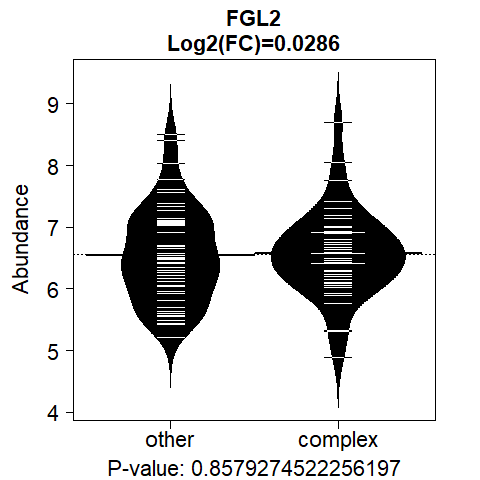 FGL2
Log2(FC)=0.0286
Abundance
9
8
7
6
5
4
other complex
P-value: 0.8579274522256197